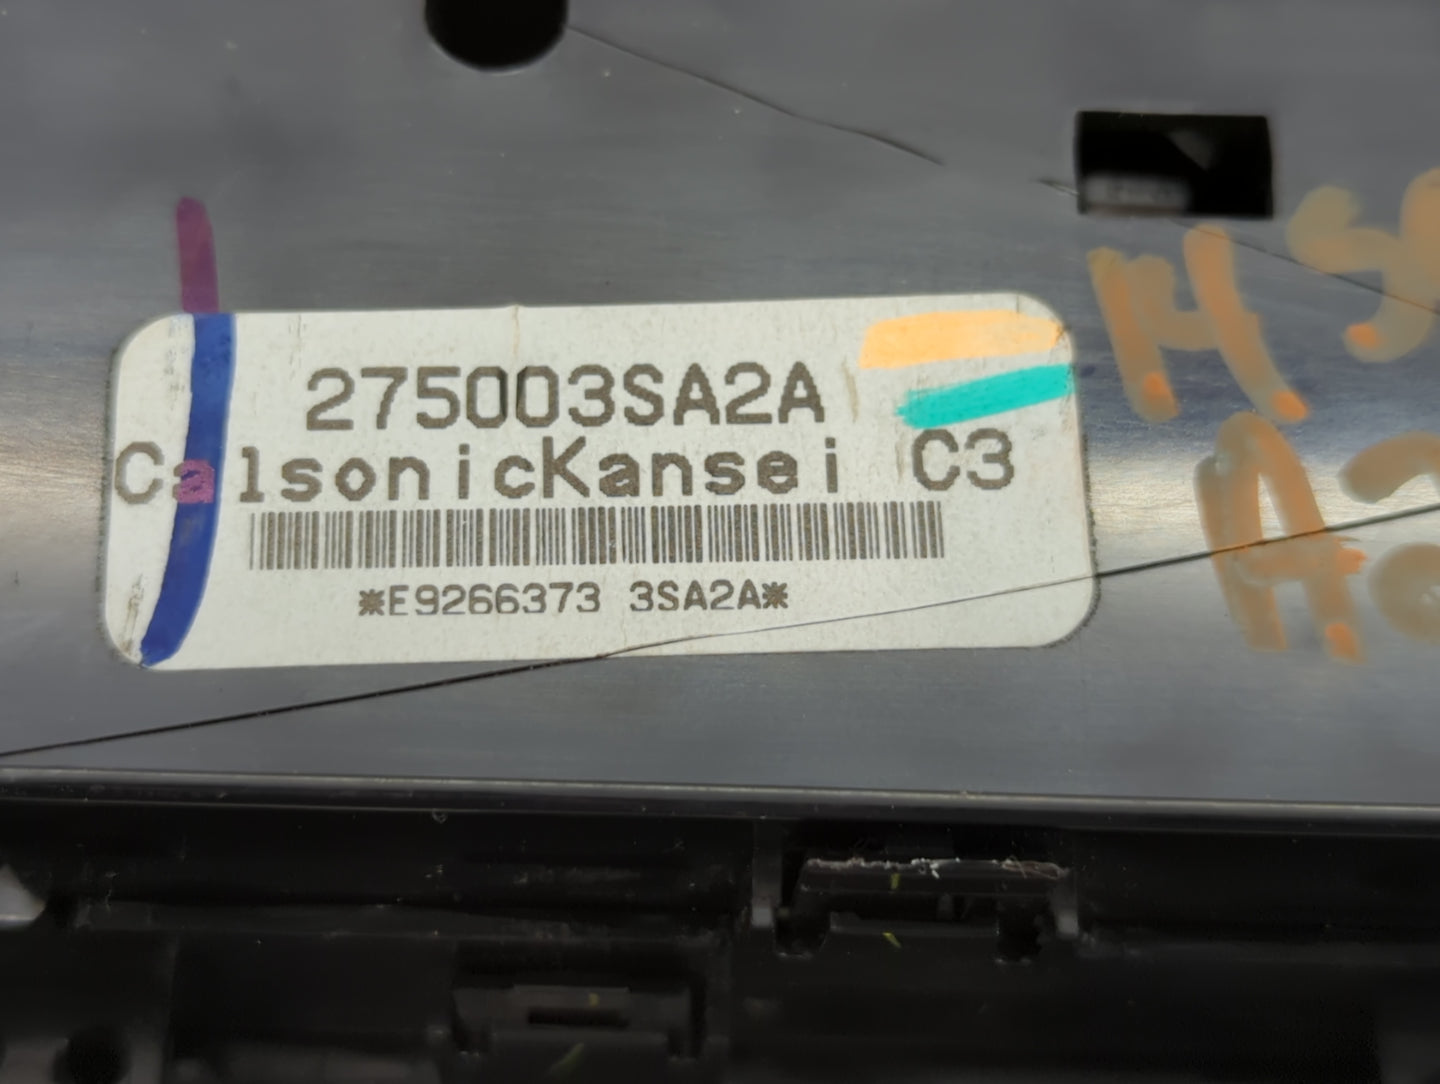 275003SA2A
CalsonicKansei C3
*E9266373 3SA2A*
H